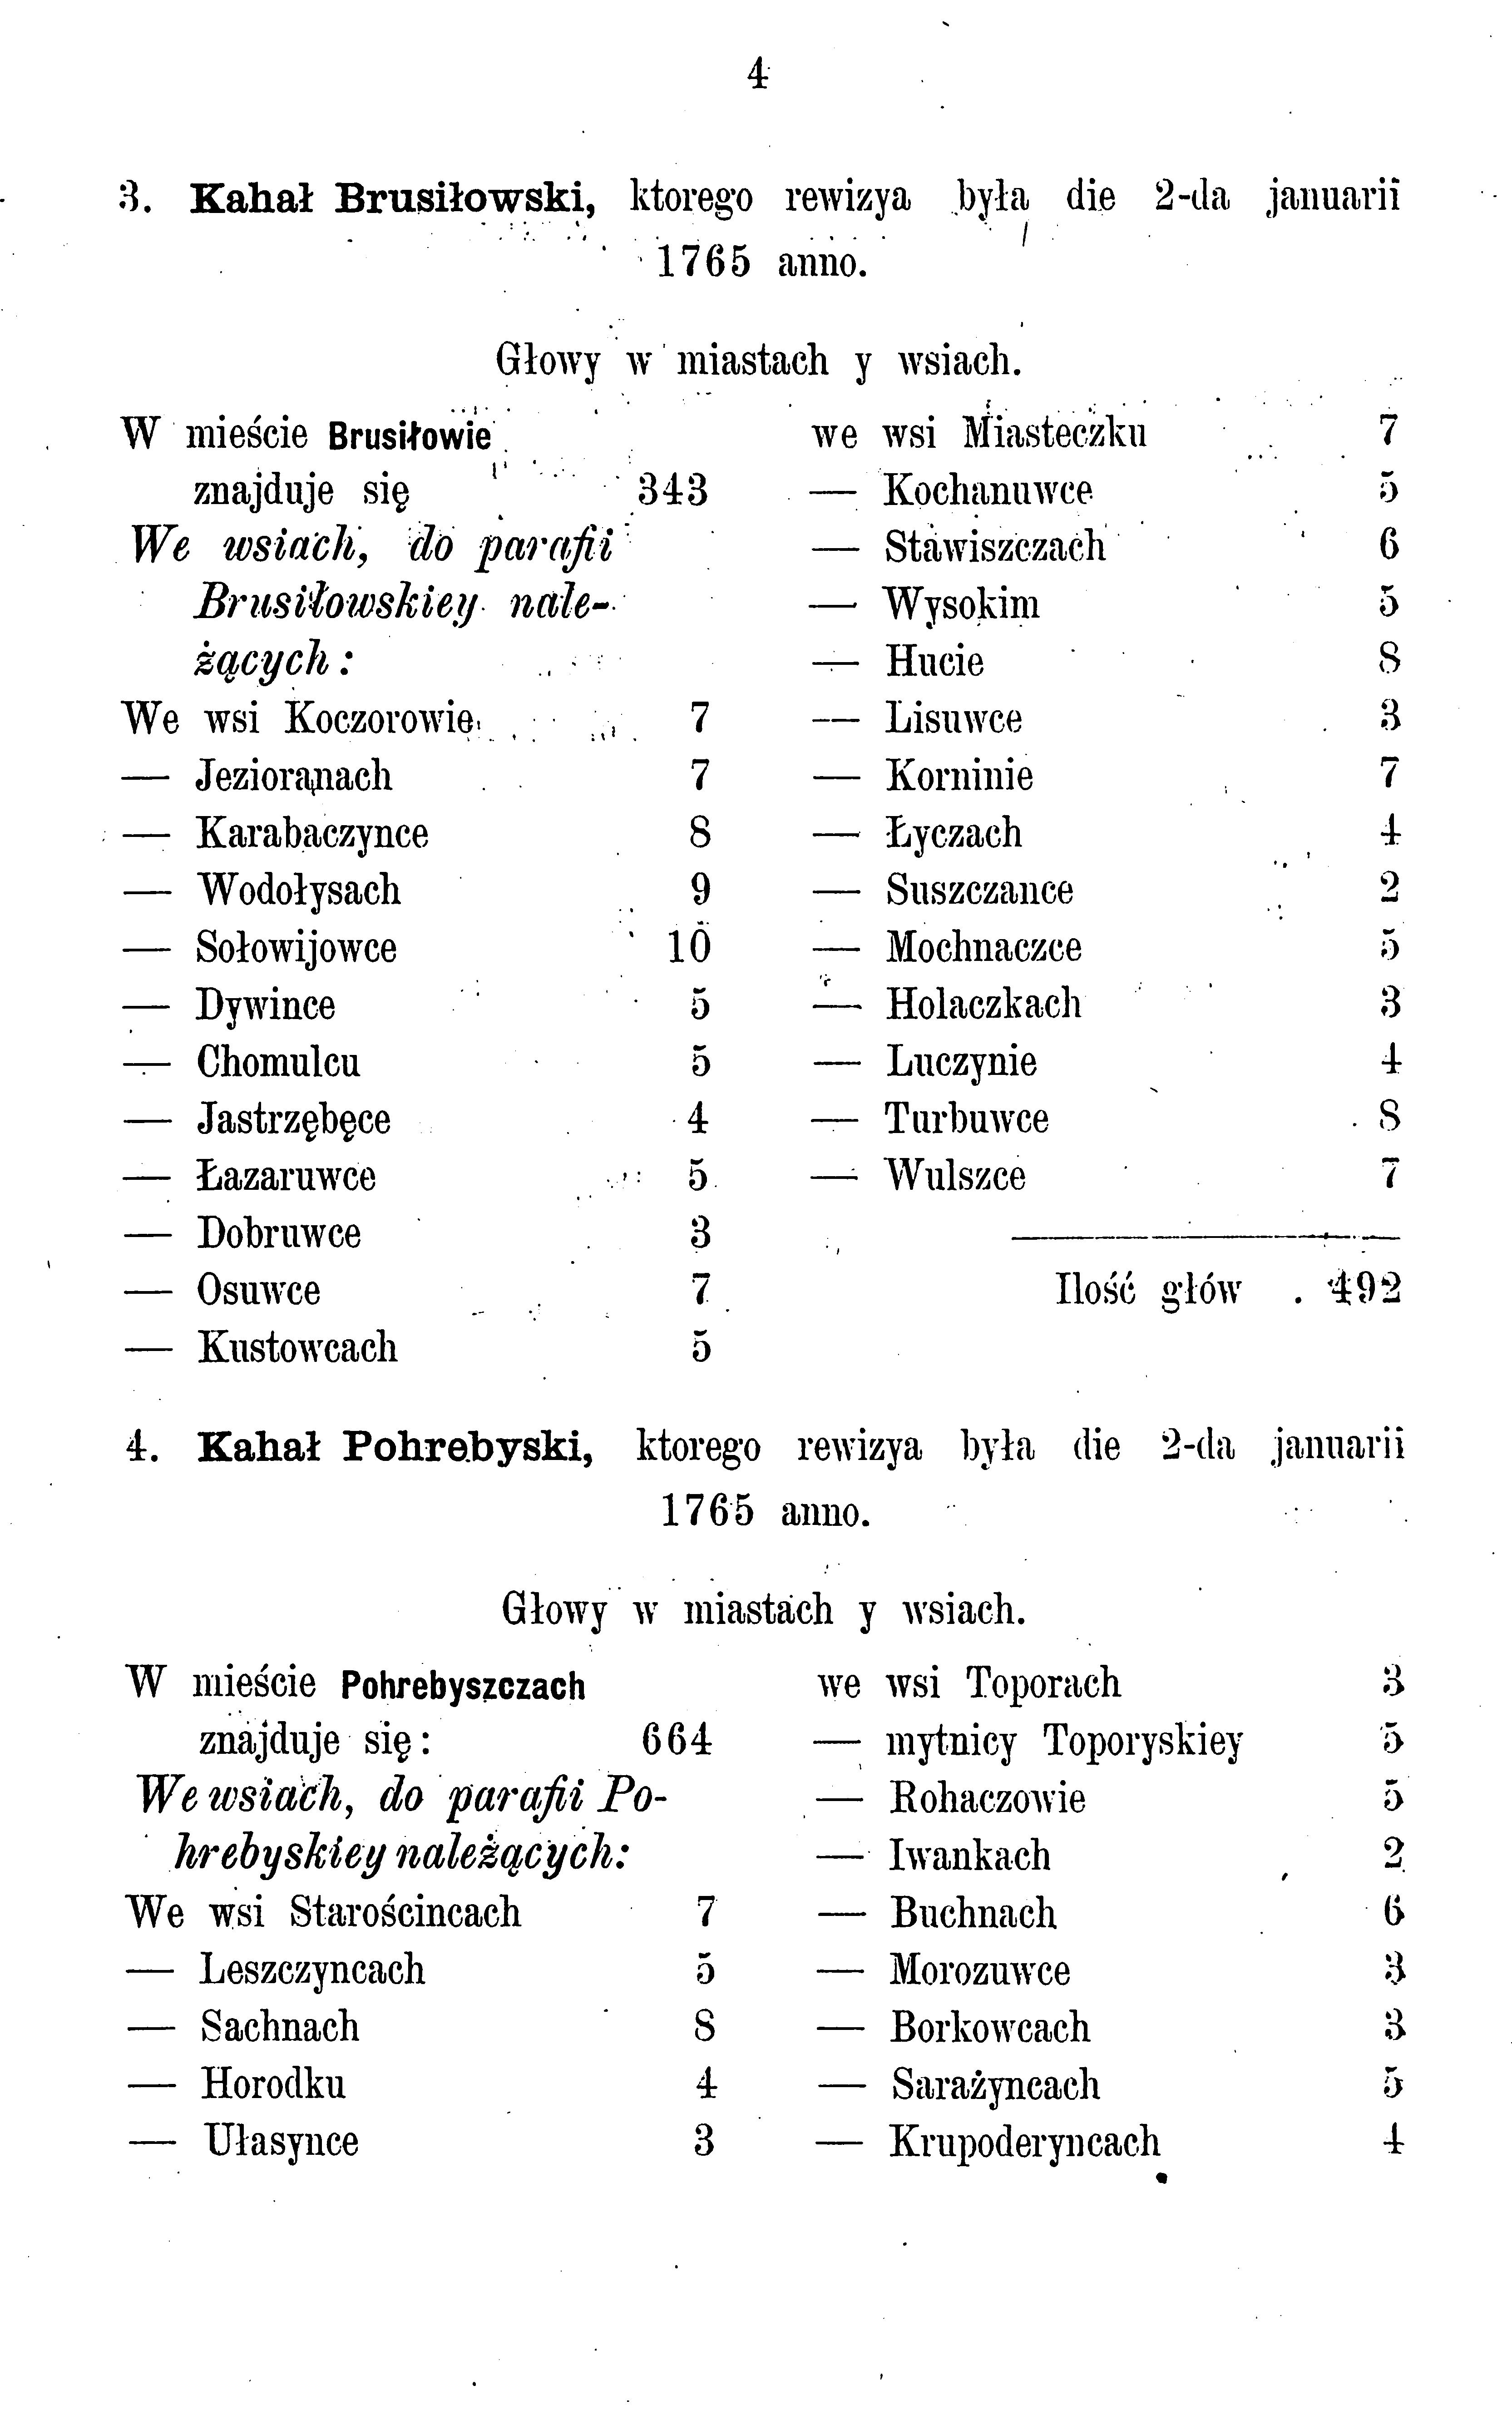 4
3. Kahał Brusiłowski, ktorego rewizya była die 2-da januarii
1765 anno.
Głowy w miastach y wsiach.
W mieście Brusiłowie
znajduje się 343
We wsiach, do parafii
Brusiłowskiey nale-
żących:
We wsi Koczorowie 7
— Jezioranach 7
— Karabaczynce 8
— Wodołysach 9
— Sołowijowce 10
— Dywince 5
— Chomulcu 5
— Jastrzębęce 4
— Łazaruwce 5
— Dobruwce 3
— Osuwce 7
— Kustowcach 5
we wsi Miasteczku 7
— Kochanuwce 5
— Stawiszczach 6
— Wysokim 5
— Hucie 8
— Lisuwce 3
— Korninie 7
— Łyczach 4
— Suszczance 2
— Mochnaczce 5
— Holaczkach 3
— Luczynie 4
— Turbuwce 8
— Wulszce 7
Ilość głów . 492
4. Kahał Pohrebyski, ktorego rewizya była die 2-da januarii
1765 anno.
Głowy w miastach y wsiach.
W mieście Pohrebyszczach
znajduje się: 664
We wsiach, do parafii Po-
hrebyskiey należących:
We wsi Starościncach 7
— Leszczyncach 5
— Sachnach 8
— Horodku 4
— Ułasynce 3
we wsi Toporach 3
— mytnicy Toporyskiey 5
— Rohaczowie 5
— Iwankach 2
— Buchnach 6
— Morozuwce 3
— Borkowcach 3
— Sarażyncach 5
— Krupoderyncach 4